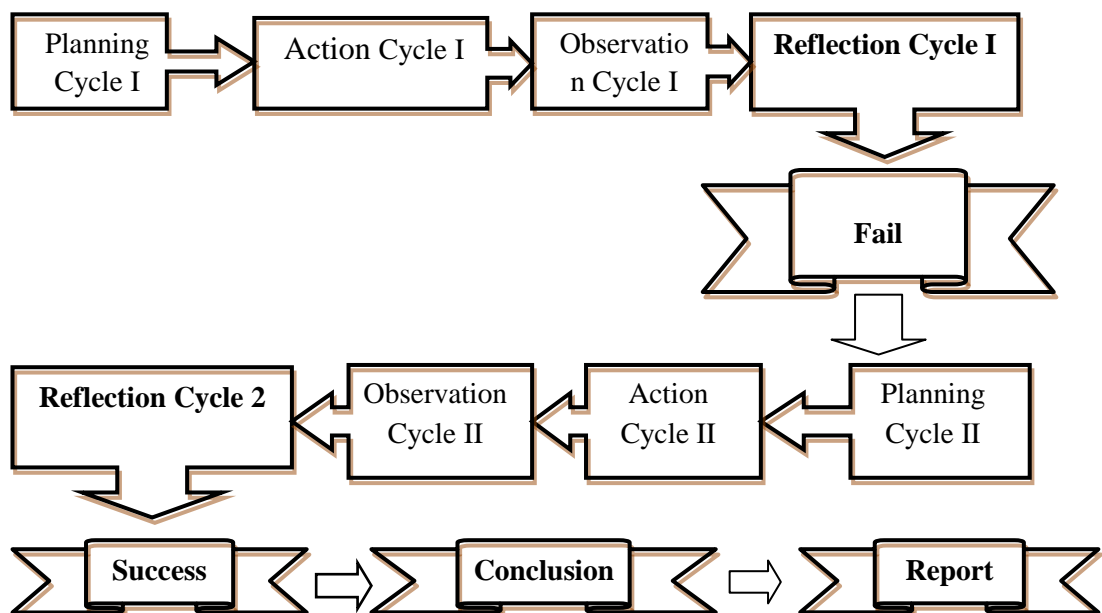 Planning
Cycle I
Action Cycle I
Observatio
n Cycle I
Reflection Cycle I
Fail
Planning
Cycle II
Action
Cycle II
Observation
Cycle II
Reflection Cycle 2
Success
Conclusion
Report